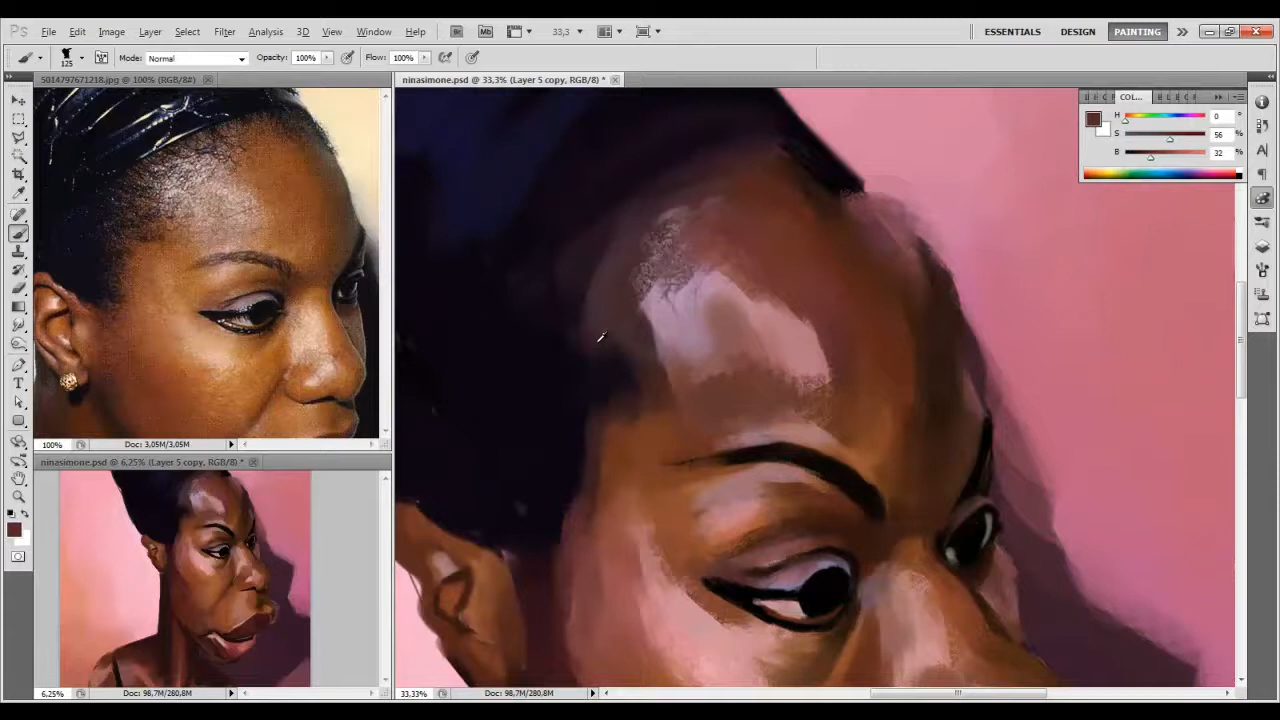 Ps File Edit Image Layer Select Filter Analysis 3D View Window Help Br Mb 33,3 ESSENTIALS DESIGN PAINTING
125 Mode: Normal Opacity: 100% Flow: 100%
5014797671218.jpg @ 100% (RGB/8#)
ninasimone.psd @ 33,3% (Layer 5 copy, RGB/8) *
COL...
H 0 °
S 56 %
B 32 %
100% Doc: 3,05M/3,05M
ninasimone.psd @ 6,25% (Layer 5 copy, RGB/8) *
6,25% Doc: 98,7M/280,8M
33,33% Doc: 98,7M/280,8M